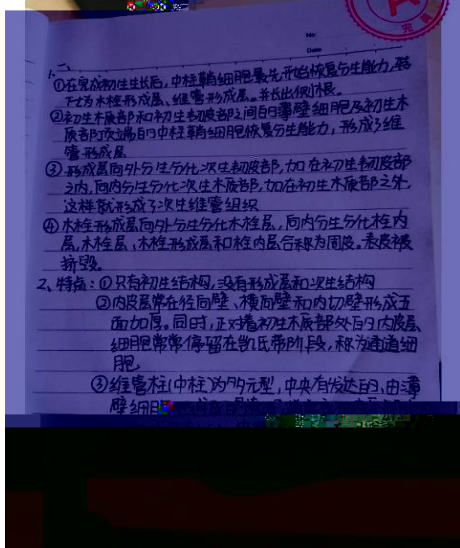 No:
Date
1、二、
①在完成初生生长后，中柱鞘细胞最先开始恢复分生能力，转
下去为木栓形成层、维管形成层。并长出侧根。
②初生木质部和初生韧皮部之间的薄壁细胞及初生木
质部顶端的中柱鞘细胞恢复分生能力，形成了维
管形成层
③形成层向外分生分化次生韧皮部，加在初生韧皮部
之内，向内分生分化次生木质部，加在初生木质部之外，
这样就形成了次生维管组织
④木栓形成层向外分生分化木栓层，向内分生分化栓内
层，木栓层、木栓形成层和栓内层合称为周皮。表皮被
挤毁。
2、特点：①只有初生结构，没有形成层和次生结构
②内皮层常在径向壁、横向壁和内切壁形成五
面加厚。同时，正对着初生木质部外方的内皮层
细胞常常停留在凯氏带阶段，称为通道细
胞。
③维管柱(中柱)为多元型，中央有发达的，由薄
壁细胞